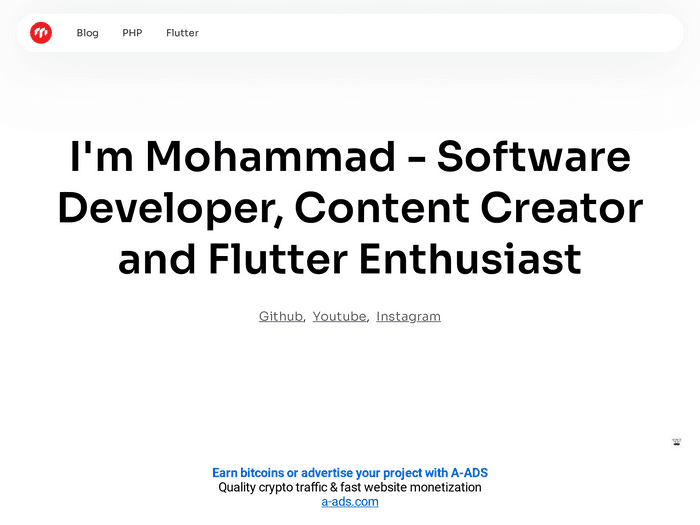 Blog PHP Flutter
I'm Mohammad - Software
Developer, Content Creator
and Flutter Enthusiast
Github, Youtube, Instagram
Earn bitcoins or advertise your project with A-ADS
Quality crypto traffic & fast website monetization
a-ads.com